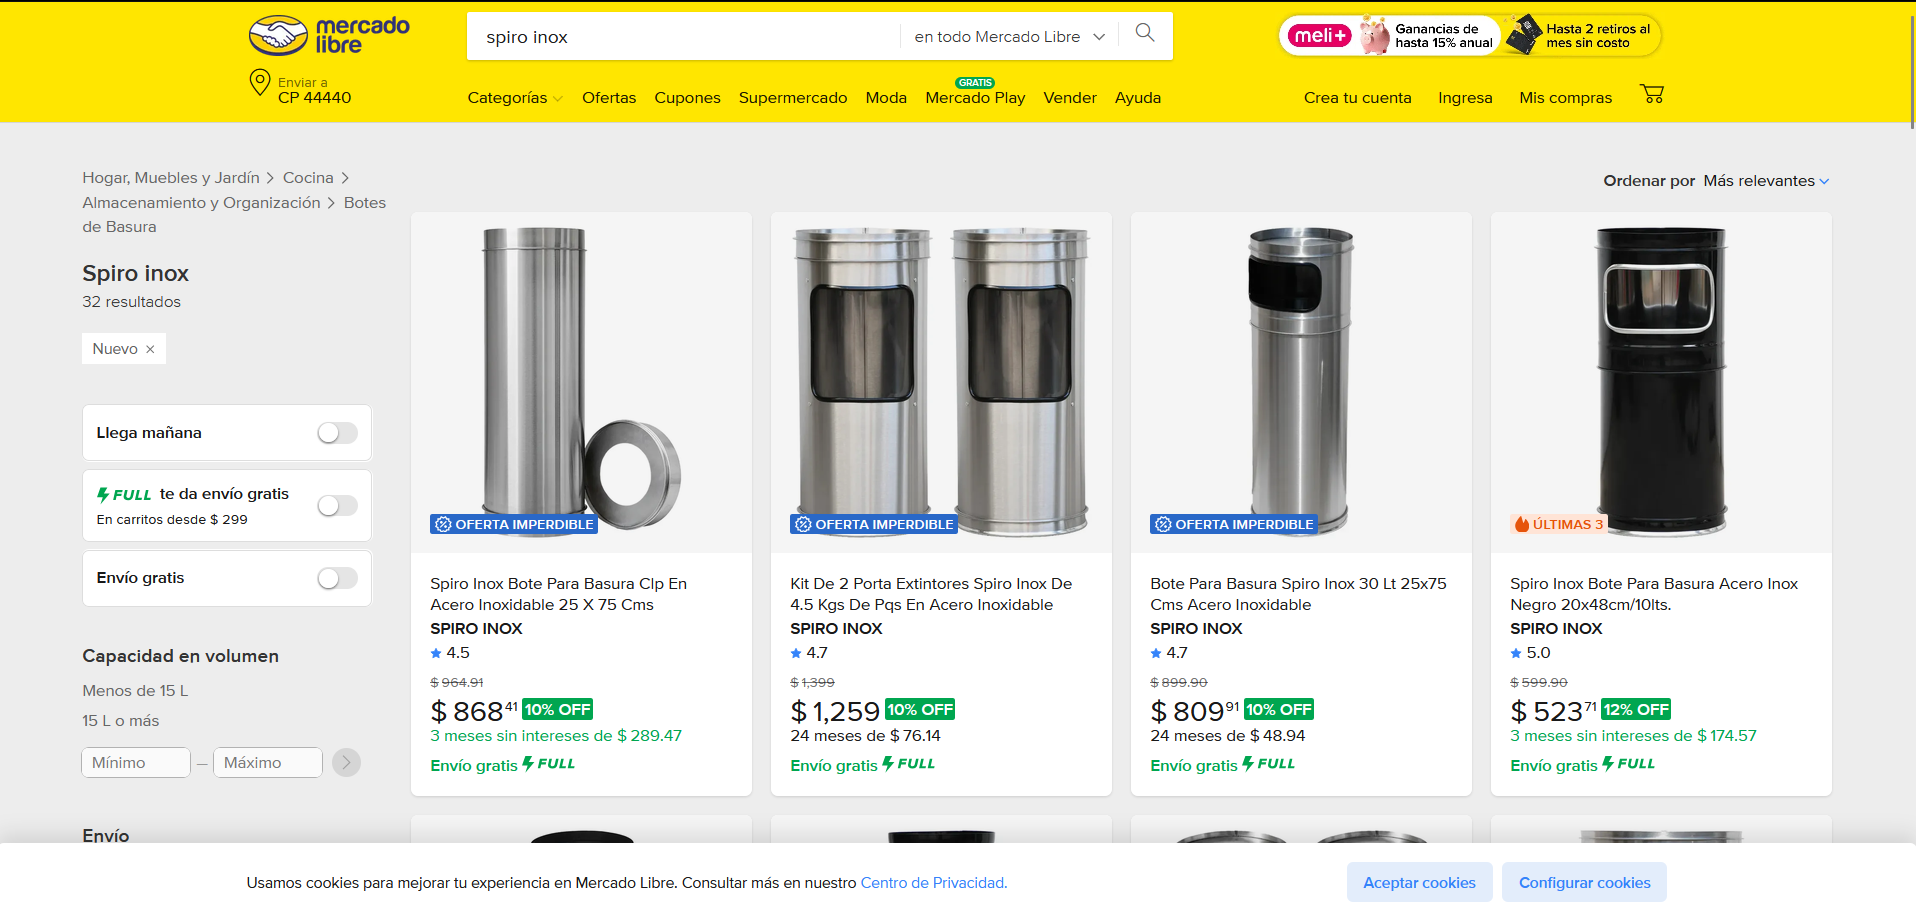 mercado
libre
spiro inox
en todo Mercado Libre
meli+
Ganancias de
hasta 15% anual
Hasta 2 retiros al
mes sin costo
Enviar a
CP 44440
Categorías
Ofertas
Cupones
Supermercado
Moda
GRATIS
Mercado Play
Vender
Ayuda
Crea tu cuenta
Ingresa
Mis compras
Hogar, Muebles y Jardín > Cocina >
Almacenamiento y Organización > Botes
de Basura
Spiro inox
32 resultados
Nuevo ×
Llega mañana
FULL te da envío gratis
En carritos desde $ 299
Envío gratis
Capacidad en volumen
Menos de 15 L
15 L o más
Mínimo — Máximo
Envío
Ordenar por Más relevantes
OFERTA IMPERDIBLE
Spiro Inox Bote Para Basura Clp En
Acero Inoxidable 25 X 75 Cms
SPIRO INOX
4.5
$ 964.91
$ 868 41 10% OFF
3 meses sin intereses de $ 289.47
Envío gratis FULL
OFERTA IMPERDIBLE
Kit De 2 Porta Extintores Spiro Inox De
4.5 Kgs De Pqs En Acero Inoxidable
SPIRO INOX
4.7
$ 1,399
$ 1,259 10% OFF
24 meses de $ 76.14
Envío gratis FULL
OFERTA IMPERDIBLE
Bote Para Basura Spiro Inox 30 Lt 25x75
Cms Acero Inoxidable
SPIRO INOX
4.7
$ 899.90
$ 809 91 10% OFF
24 meses de $ 48.94
Envío gratis FULL
ÚLTIMAS 3
Spiro Inox Bote Para Basura Acero Inox
Negro 20x48cm/10lts.
SPIRO INOX
5.0
$ 599.90
$ 523 71 12% OFF
3 meses sin intereses de $ 174.57
Envío gratis FULL
Usamos cookies para mejorar tu experiencia en Mercado Libre. Consultar más en nuestro Centro de Privacidad.
Aceptar cookies
Configurar cookies